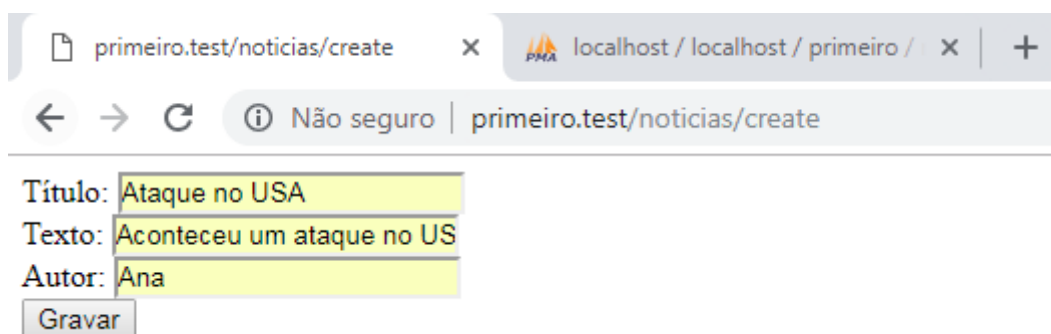 primeiro.test/noticias/create
PMA localhost / localhost / primeiro /
Não seguro primeiro.test/noticias/create
Título: Ataque no USA
Texto: Aconteceu um ataque no US
Autor: Ana
Gravar